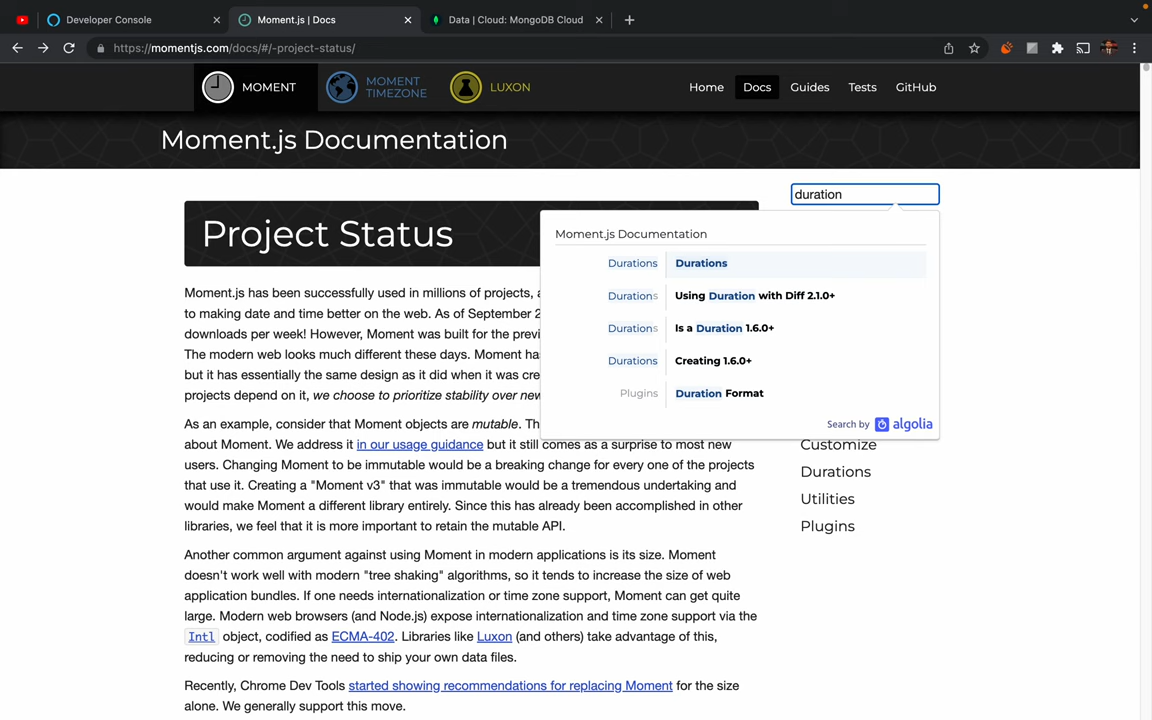 Developer Console
Moment.js | Docs
Data | Cloud: MongoDB Cloud
https://momentjs.com/docs/#/-project-status/
MOMENT
MOMENT
TIMEZONE
LUXON
Home
Docs
Guides
Tests
GitHub
Moment.js Documentation
duration
Project Status
Moment.js Documentation
Durations Durations
Durations Using Duration with Diff 2.1.0+
Durations Is a Duration 1.6.0+
Durations Creating 1.6.0+
Plugins Duration Format
Search by algolia
Customize
Durations
Utilities
Plugins
Moment.js has been successfully used in millions of projects,
to making date and time better on the web. As of September
downloads per week! However, Moment was built for the
The modern web looks much different these days. Moment
but it has essentially the same design as it did when it was
projects depend on it, we choose to prioritize stability over
As an example, consider that Moment objects are mutable.
about Moment. We address it in our usage guidance but it still comes as a surprise to most new
users. Changing Moment to be immutable would be a breaking change for every one of the projects
that use it. Creating a "Moment v3" that was immutable would be a tremendous undertaking and
would make Moment a different library entirely. Since this has already been accomplished in other
libraries, we feel that it is more important to retain the mutable API.
Another common argument against using Moment in modern applications is its size. Moment
doesn't work well with modern "tree shaking" algorithms, so it tends to increase the size of web
application bundles. If one needs internationalization or time zone support, Moment can get quite
large. Modern web browsers (and Node.js) expose internationalization and time zone support via the
Intl object, codified as ECMA-402. Libraries like Luxon (and others) take advantage of this,
reducing or removing the need to ship your own data files.
Recently, Chrome Dev Tools started showing recommendations for replacing Moment for the size
alone. We generally support this move.